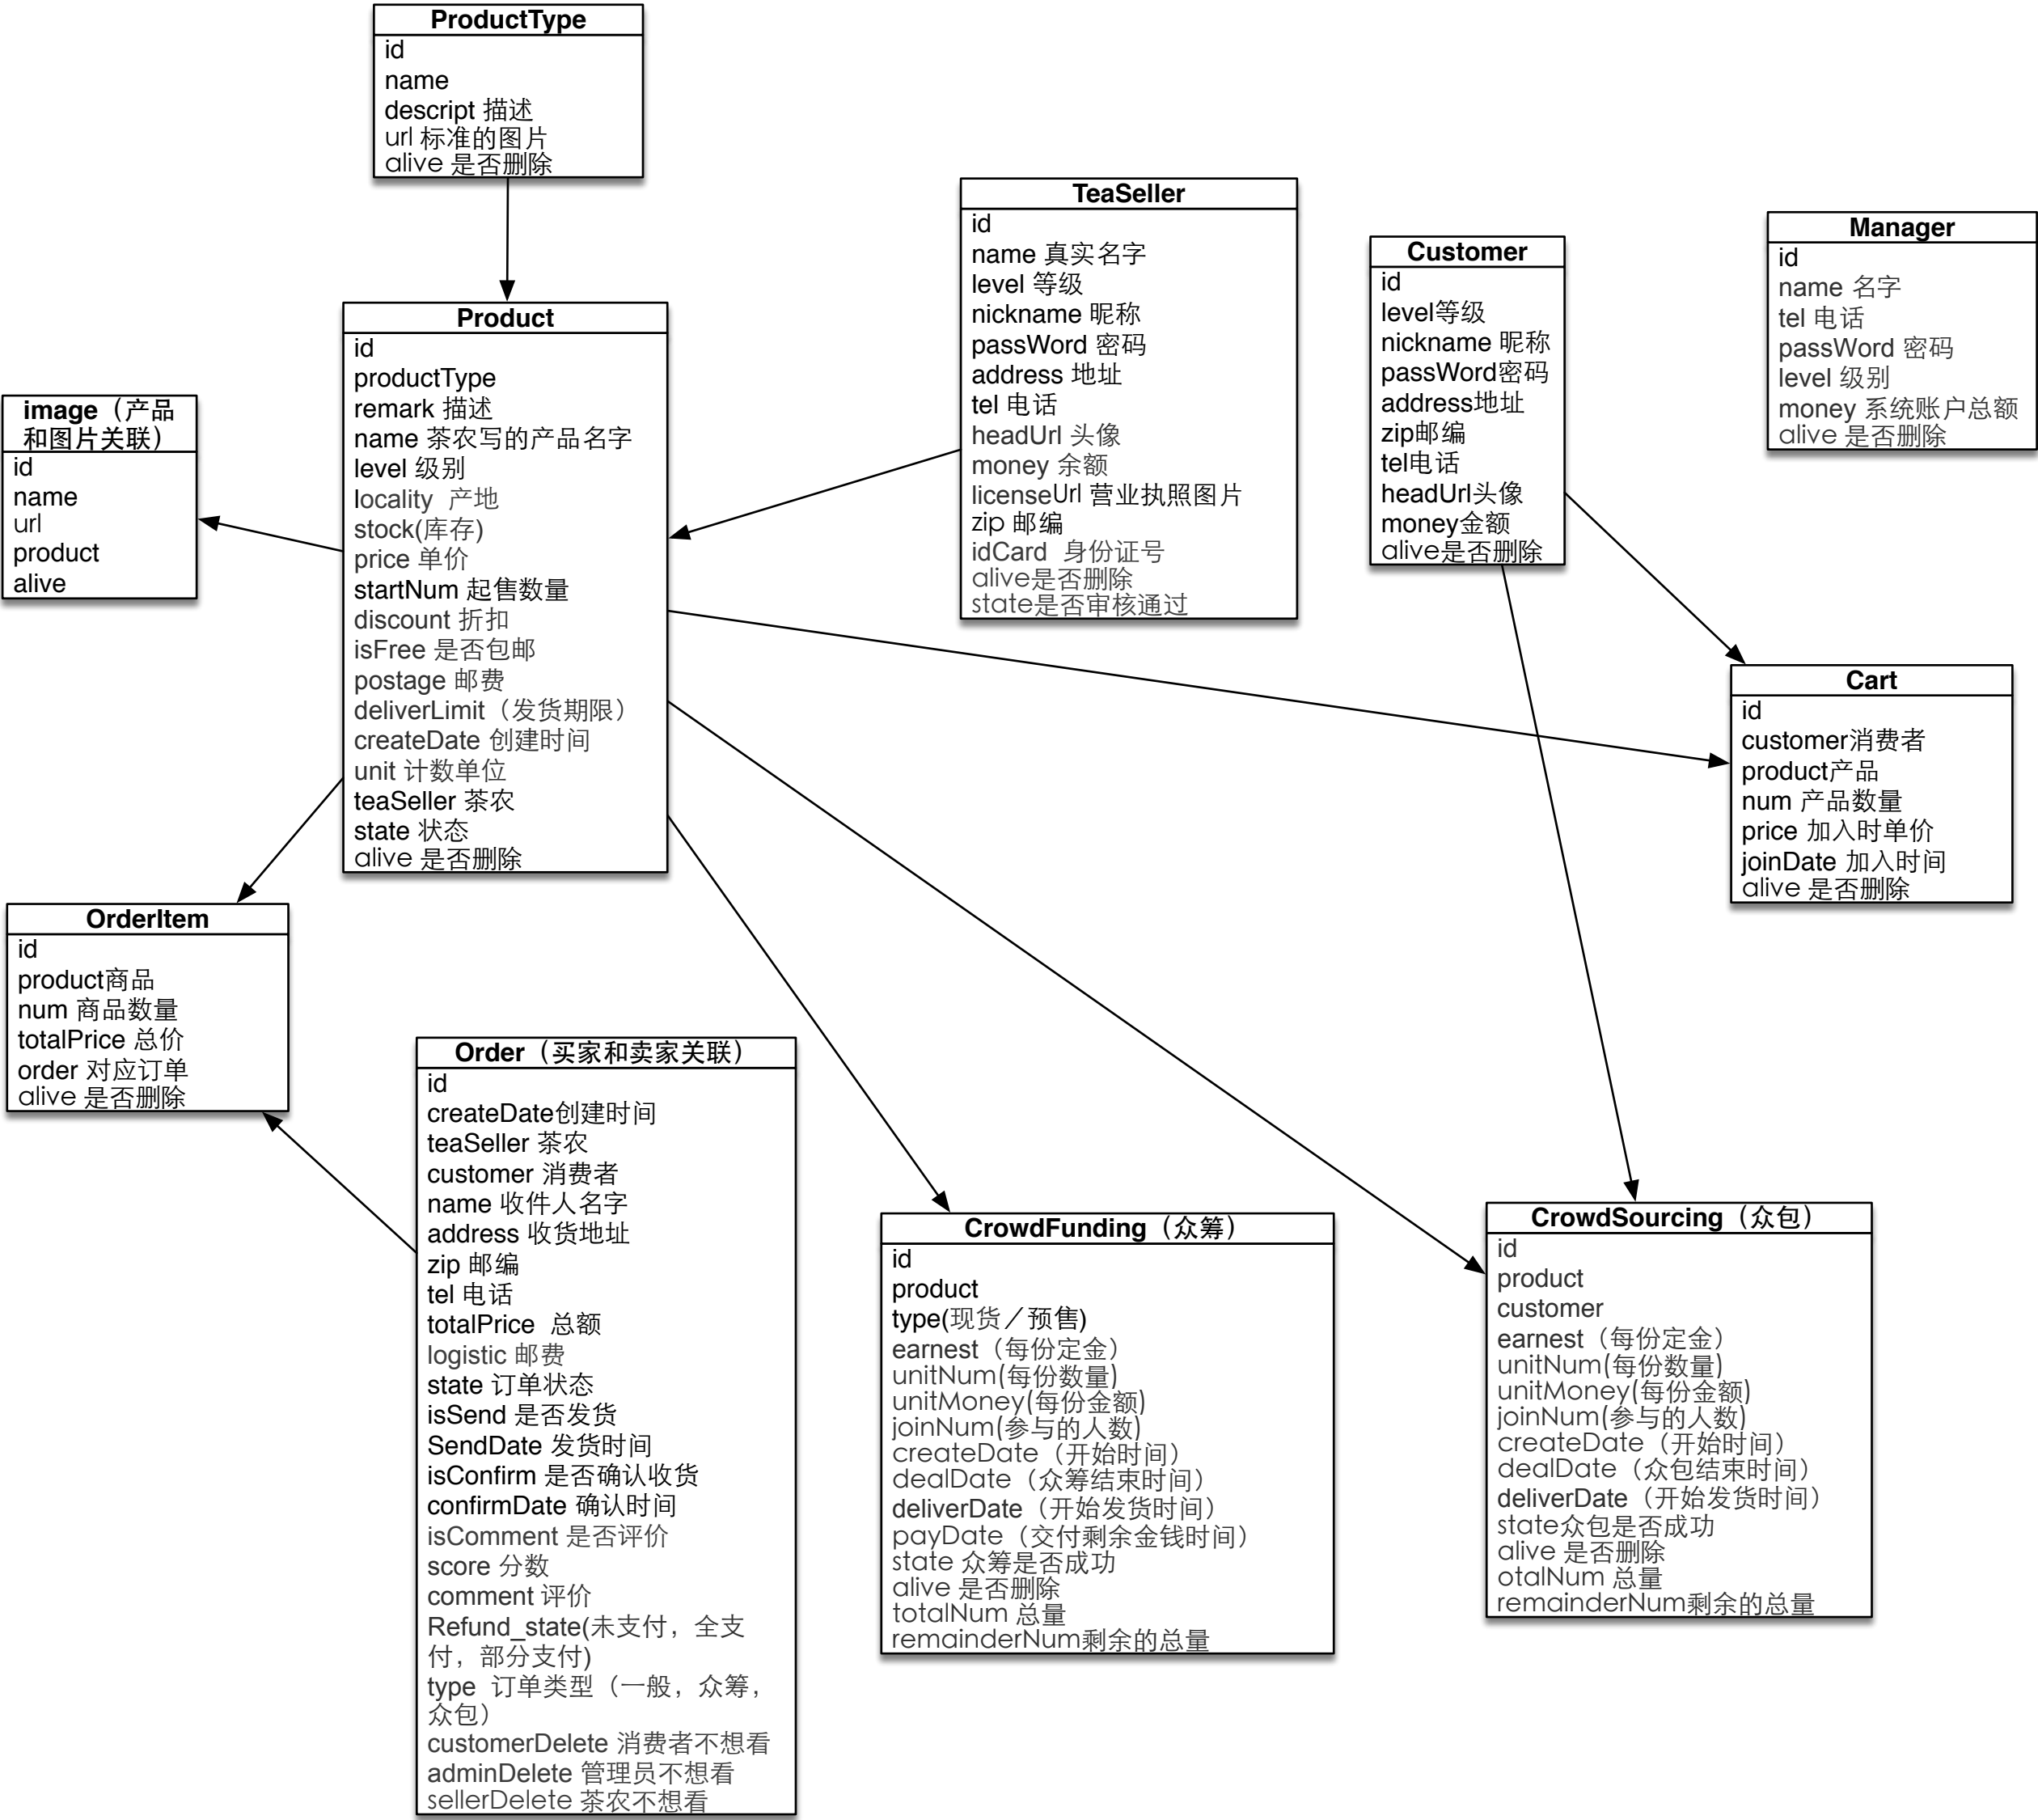 ProductType
id
name
descript 描述
url 标准的图片
alive 是否删除
TeaSeller
id
name 真实名字
level 等级
nickname 昵称
passWord 密码
address 地址
tel 电话
headUrl 头像
money 余额
licenseUrl 营业执照图片
zip 邮编
idCard 身份证号
alive是否删除
state是否审核通过
Customer
id
level等级
nickname 昵称
passWord密码
address地址
zip邮编
tel电话
headUrl头像
money金额
alive是否删除
Manager
id
name 名字
tel 电话
passWord 密码
level 级别
money 系统账户总额
alive 是否删除
Product
id
productType
remark 描述
name 茶农写的产品名字
level 级别
locality 产地
stock(库存)
price 单价
startNum 起售数量
discount 折扣
isFree 是否包邮
postage 邮费
deliverLimit（发货期限）
createDate 创建时间
unit 计数单位
teaSeller 茶农
state 状态
alive 是否删除
image（产品
和图片关联）
id
name
url
product
alive
Cart
id
customer消费者
product产品
num 产品数量
price 加入时单价
joinDate 加入时间
alive 是否删除
OrderItem
id
product商品
num 商品数量
totalPrice 总价
order 对应订单
alive 是否删除
Order（买家和卖家关联）
id
createDate创建时间
teaSeller 茶农
customer 消费者
name 收件人名字
address 收货地址
zip 邮编
tel 电话
totalPrice 总额
logistic 邮费
state 订单状态
isSend 是否发货
SendDate 发货时间
isConfirm 是否确认收货
confirmDate 确认时间
isComment 是否评价
score 分数
comment 评价
Refund_state(未支付，全支
付，部分支付)
type 订单类型（一般，众筹，
众包）
customerDelete 消费者不想看
adminDelete 管理员不想看
sellerDelete 茶农不想看
CrowdFunding（众筹）
id
product
type(现货／预售)
earnest（每份定金）
unitNum(每份数量)
unitMoney(每份金额)
joinNum(参与的人数)
createDate（开始时间）
dealDate（众筹结束时间）
deliverDate（开始发货时间）
payDate（交付剩余金钱时间）
state 众筹是否成功
alive 是否删除
totalNum 总量
remainderNum剩余的总量
CrowdSourcing（众包）
id
product
customer
earnest（每份定金）
unitNum(每份数量)
unitMoney(每份金额)
joinNum(参与的人数)
createDate（开始时间）
dealDate（众包结束时间）
deliverDate（开始发货时间）
state众包是否成功
alive 是否删除
otalNum 总量
remainderNum剩余的总量